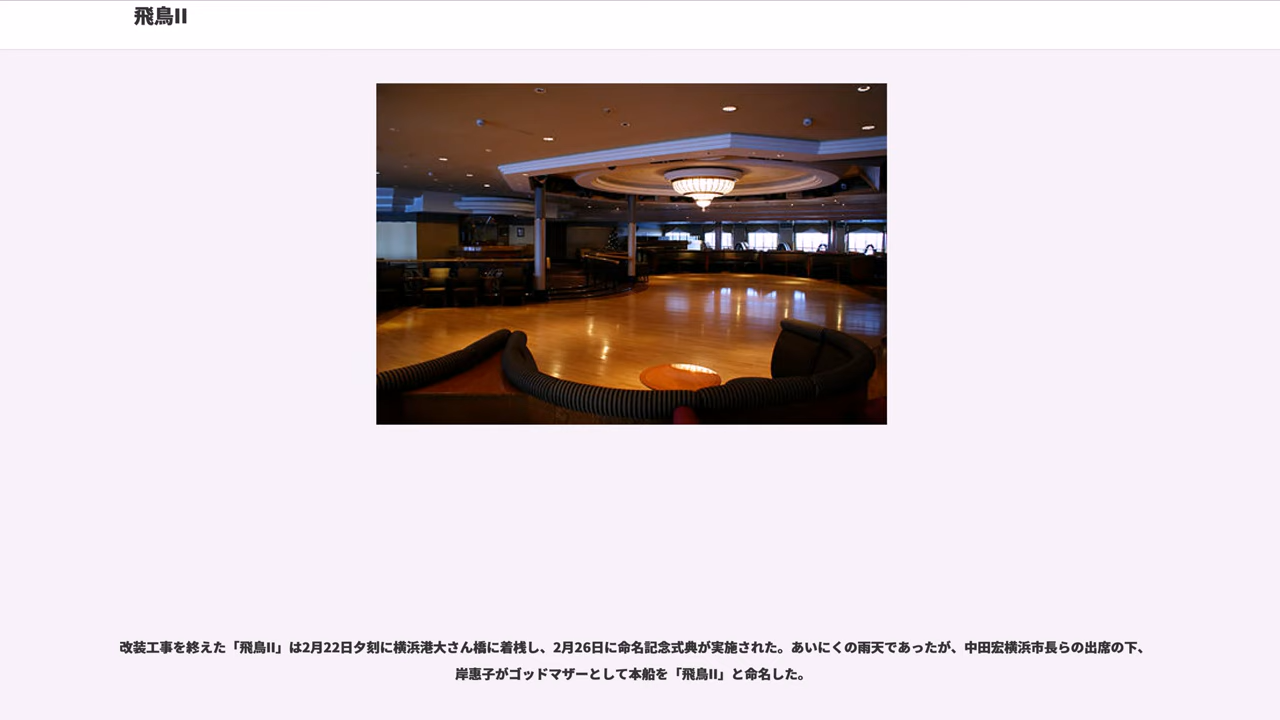 飛鳥II
改装工事を終えた「飛鳥II」は2月22日夕刻に横浜港大さん橋に着桟し、2月26日に命名記念式典が実施された。あいにくの雨天であったが、中田宏横浜市長らの出席の下、
岸惠子がゴッドマザーとして本船を「飛鳥II」と命名した。